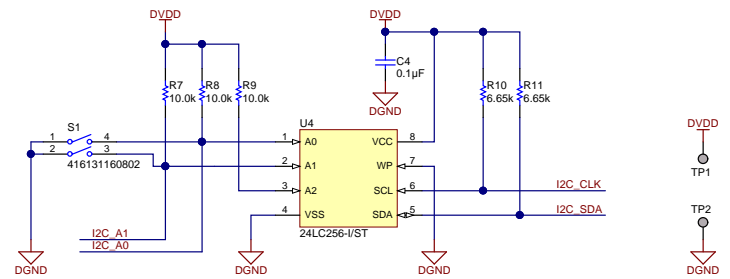 DVDD
DVDD
R7
10.0k
R8
10.0k
R9
10.0k
C4
0.1µF
DGND
R10
6.65k
R11
6.65k
DVDD
TP1
S1
1 4
2 3
416131160802
U4
1 A0 VCC 8
2 A1 WP 7
3 A2 SCL 6
4 VSS SDA 5
24LC256-I/ST
I2C_CLK
I2C_SDA
TP2
I2C_A1
I2C_A0
DGND
DGND
DGND
DGND